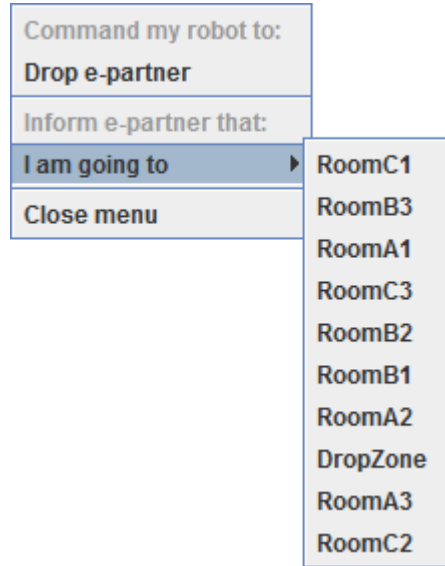 Command my robot to:
Drop e-partner
Inform e-partner that:
I am going to
Close menu
RoomC1
RoomB3
RoomA1
RoomC3
RoomB2
RoomB1
RoomA2
DropZone
RoomA3
RoomC2